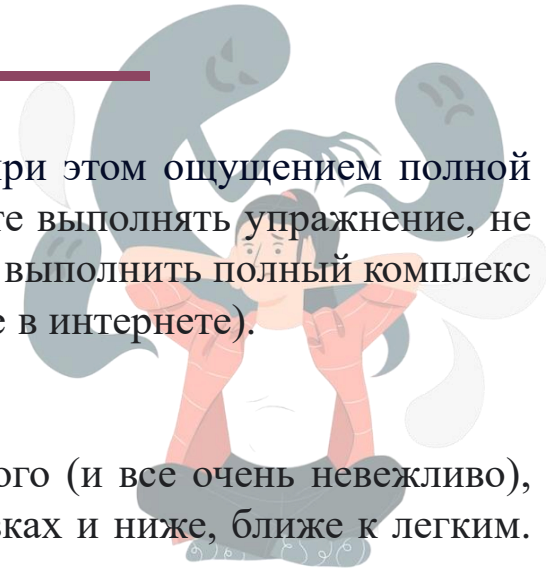 при этом ощущением полной
те выполнять упражнение, не
выполнить полный комплекс
е в интернете).
ого (и все очень невежливо),
вках и ниже, ближе к легким.